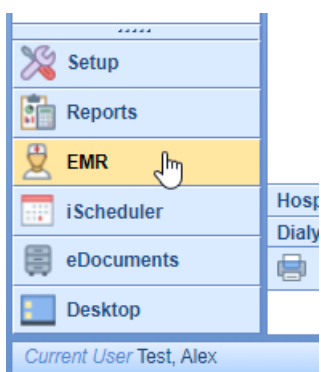 Setup
Reports
EMR
iScheduler
Hosp
eDocuments
Dialy
Desktop
Current User Test, Alex